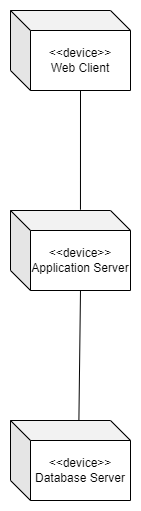 <<device>>
Web Client
<<device>>
Application Server
<<device>>
Database Server